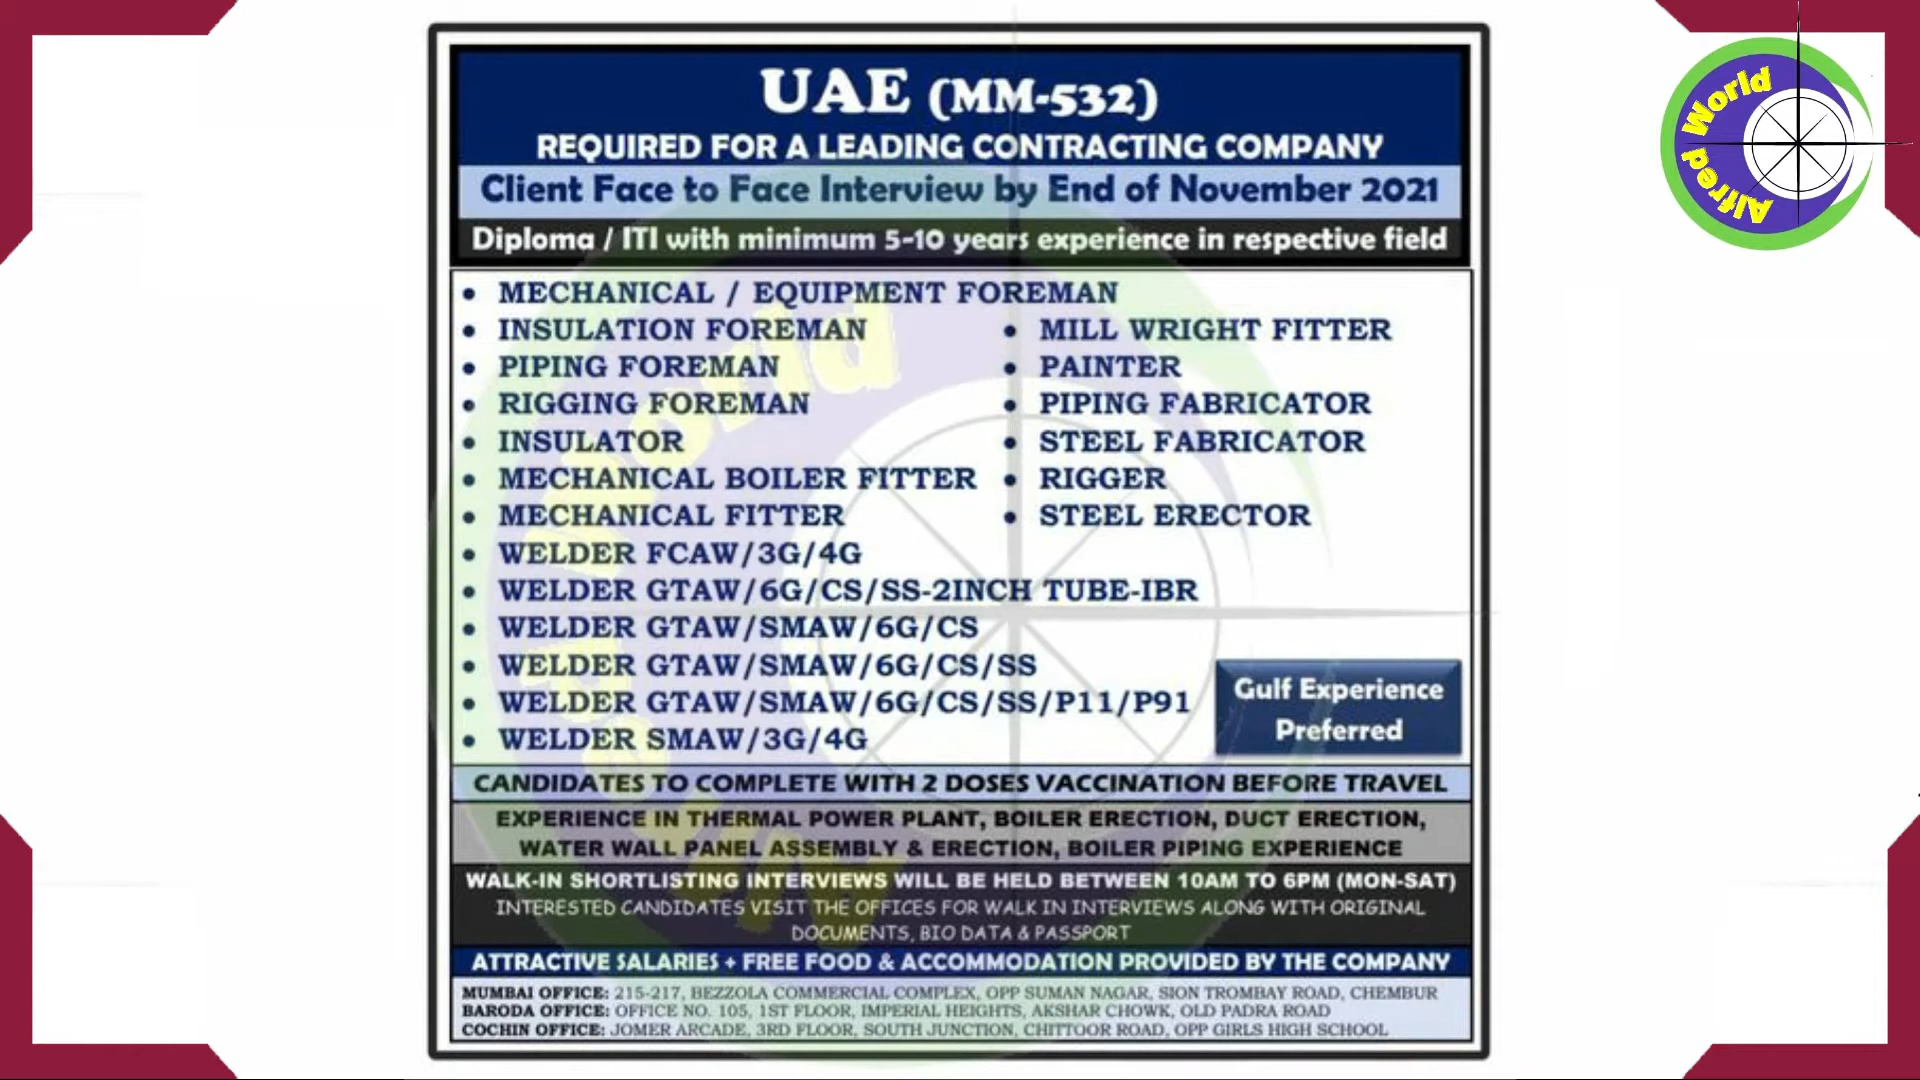 UAE (MM-532)
REQUIRED FOR A LEADING CONTRACTING COMPANY
Client Face to Face Interview by End of November 2021
Diploma / ITI with minimum 5-10 years experience in respective field
• MECHANICAL / EQUIPMENT FOREMAN
• INSULATION FOREMAN
• PIPING FOREMAN
• RIGGING FOREMAN
• INSULATOR
• MECHANICAL BOILER FITTER
• MECHANICAL FITTER
• WELDER FCAW/3G/4G
• WELDER GTAW/6G/CS/SS-2INCH TUBE-IBR
• WELDER GTAW/SMAW/6G/CS
• WELDER GTAW/SMAW/6G/CS/SS
• WELDER GTAW/SMAW/6G/CS/SS/P11/P91
• WELDER SMAW/3G/4G
• MILL WRIGHT FITTER
• PAINTER
• PIPING FABRICATOR
• STEEL FABRICATOR
• RIGGER
• STEEL ERECTOR
Gulf Experience
Preferred
CANDIDATES TO COMPLETE WITH 2 DOSES VACCINATION BEFORE TRAVEL
EXPERIENCE IN THERMAL POWER PLANT, BOILER ERECTION, DUCT ERECTION,
WATER WALL PANEL ASSEMBLY & ERECTION, BOILER PIPING EXPERIENCE
WALK-IN SHORTLISTING INTERVIEWS WILL BE HELD BETWEEN 10AM TO 6PM (MON-SAT)
INTERESTED CANDIDATES VISIT THE OFFICES FOR WALK IN INTERVIEWS ALONG WITH ORIGINAL
DOCUMENTS, BIO DATA & PASSPORT
ATTRACTIVE SALARIES + FREE FOOD & ACCOMMODATION PROVIDED BY THE COMPANY
MUMBAI OFFICE: 215-217, BEZZOLA COMMERCIAL COMPLEX, OPP SUMAN NAGAR, SION TROMBAY ROAD, CHEMBUR
BARODA OFFICE: OFFICE NO. 105, 1ST FLOOR, IMPERIAL HEIGHTS, AKSHAR CHOWK, OLD PADRA ROAD
COCHIN OFFICE: JOMER ARCADE, 3RD FLOOR, SOUTH JUNCTION, CHITTOOR ROAD, OPP GIRLS HIGH SCHOOL
Alfred World
Alfred World